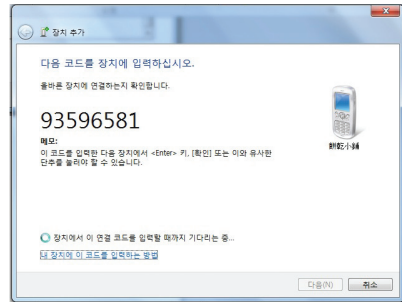 장치 추가
다음 코드를 장치에 입력하십시오.
올바른 장치에 연결하는지 확인합니다.
93596581
메모:
이 코드를 입력한 다음 장치에서 <Enter> 키, [확인] 또는 이와 유사한
단추를 눌러야 할 수 있습니다.
餠乾小鋪
장치에서 이 연결 코드를 입력할 때까지 기다리는 중...
내 장치에 이 코드를 입력하는 방법
다음(N)
취소